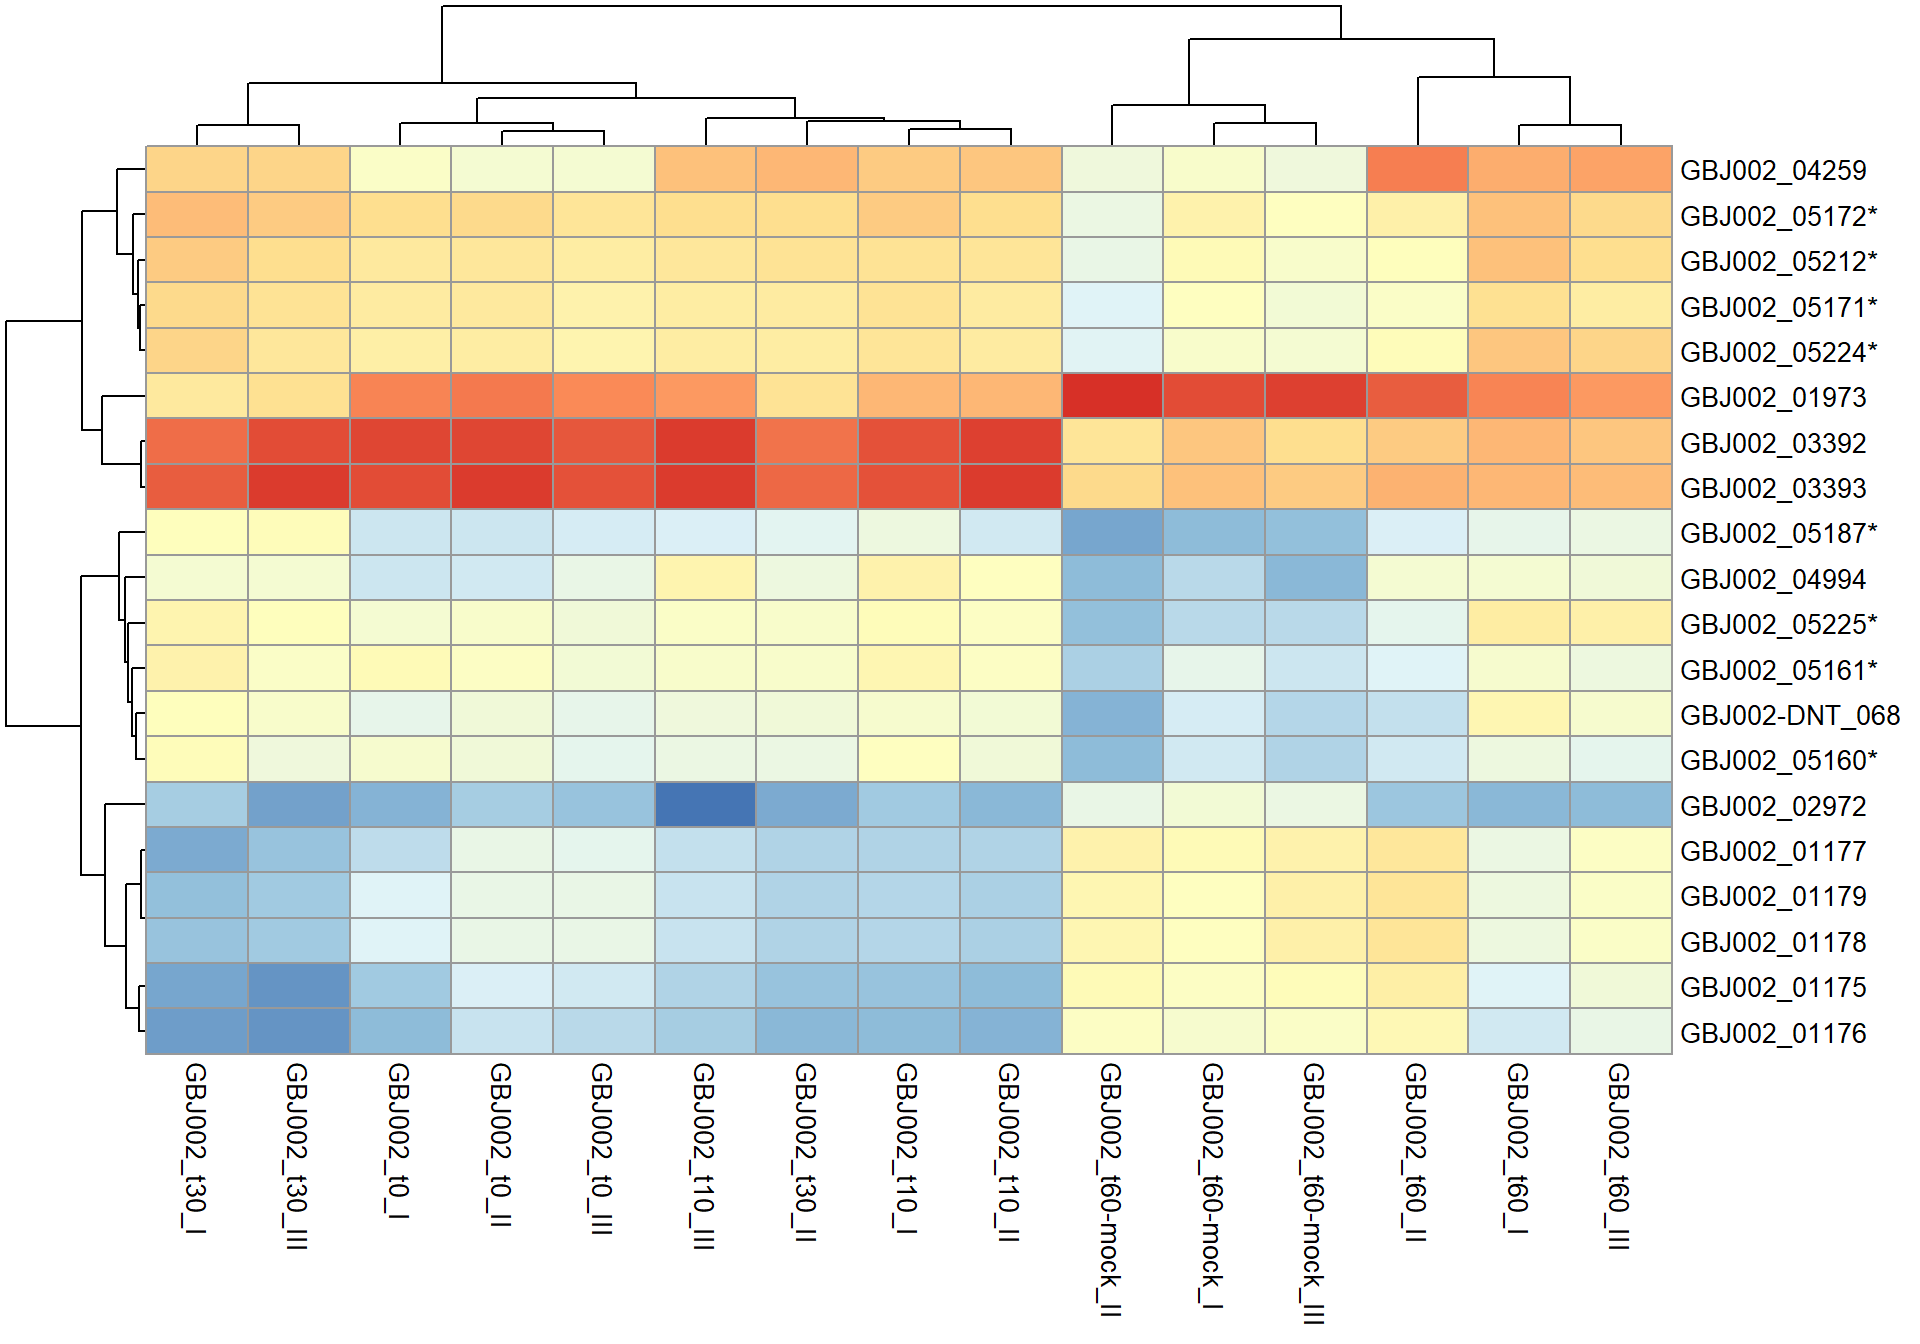 GBJ002_04259
GBJ002_05172*
GBJ002_05212*
GBJ002_05171*
GBJ002_05224*
GBJ002_01973
GBJ002_03392
GBJ002_03393
GBJ002_05187*
GBJ002_04994
GBJ002_05225*
GBJ002_05161*
GBJ002-DNT_068
GBJ002_05160*
GBJ002_02972
GBJ002_01177
GBJ002_01179
GBJ002_01178
GBJ002_01175
GBJ002_01176
GBJ002_t30_I
GBJ002_t30_III
GBJ002_t0_I
GBJ002_t0_II
GBJ002_t0_III
GBJ002_t10_III
GBJ002_t30_II
GBJ002_t10_I
GBJ002_t10_II
GBJ002_t60-mock_II
GBJ002_t60-mock_I
GBJ002_t60-mock_III
GBJ002_t60_II
GBJ002_t60_I
GBJ002_t60_III